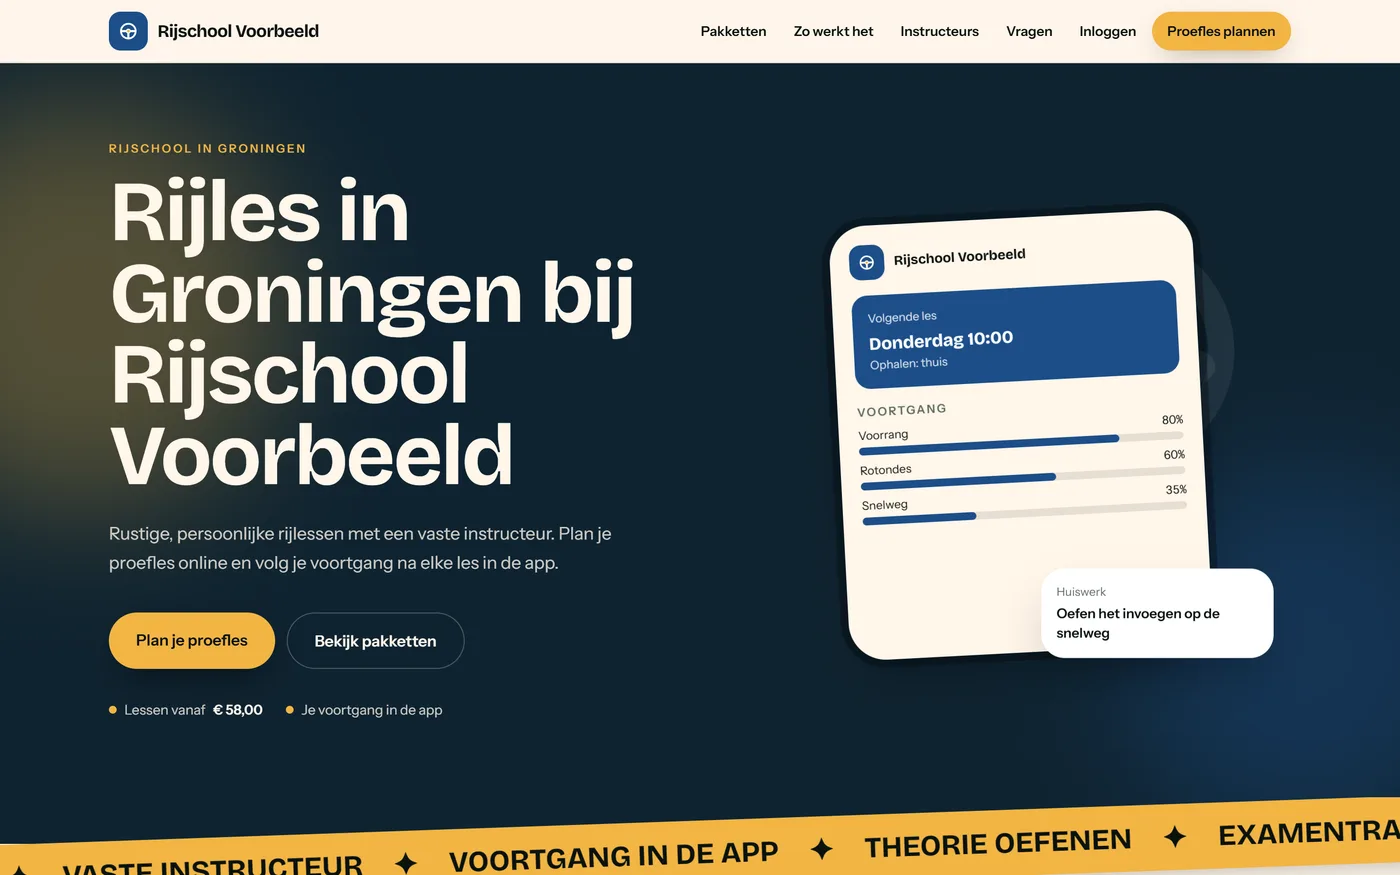 Rijschool Voorbeeld
Pakketten
Zo werkt het
Instructeurs
Vragen
Inloggen
Proefles plannen
RIJSCHOOL IN GRONINGEN
Rijles in
Groningen bij
Rijschool
Voorbeeld
Rustige, persoonlijke rijlessen met een vaste instructeur. Plan je
proefles online en volg je voortgang na elke les in de app.
Plan je proefles
Bekijk pakketten
Lessen vanaf € 58,00
Je voortgang in de app
Rijschool Voorbeeld
Volgende les
Donderdag 10:00
Ophalen: thuis
VOORTGANG
Voorrang 80%
Rotondes 60%
Snelweg 35%
Huiswerk
Oefen het invoegen op de
snelweg
✦ VASTE INSTRUCTEUR ✦ VOORTGANG IN DE APP ✦ THEORIE OEFENEN ✦ EXAMENTRA